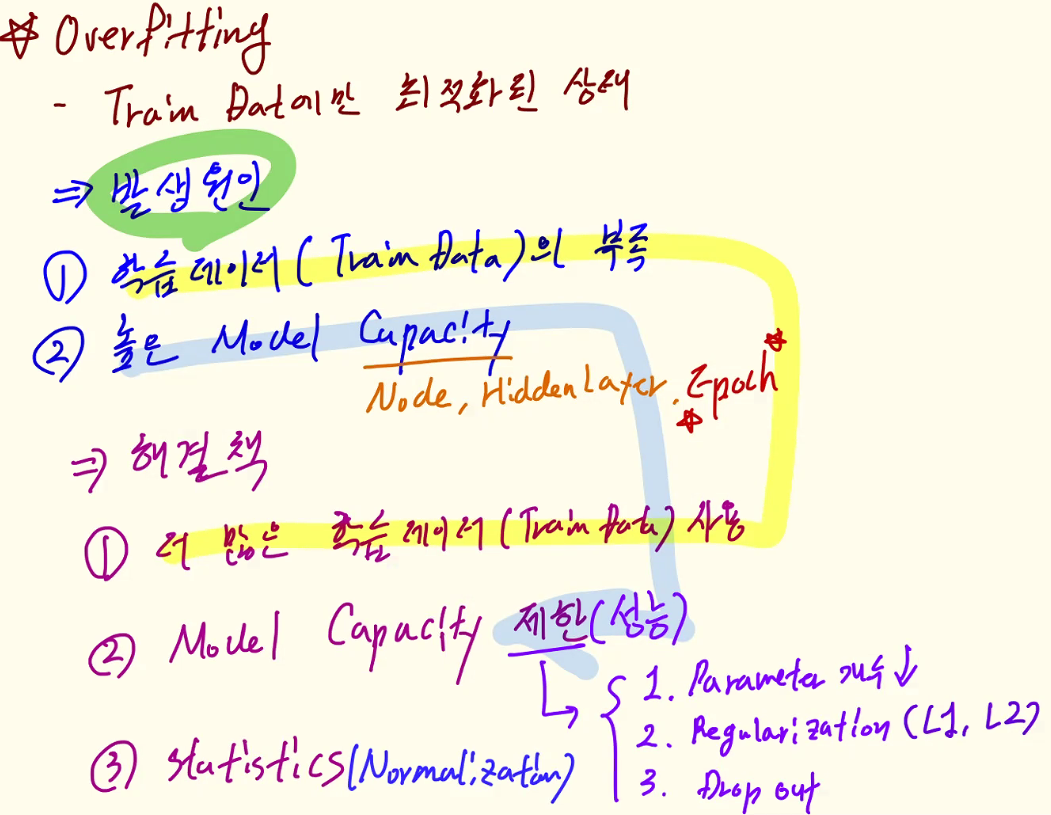 ☆ Overfitting
- Train Data에만 최적화된 상태
⇒ 발생원인
① 학습데이터(Train Data)의 부족
② 높은 Model Capacity
Node, Hidden Layer, Epoch
⇒ 해결책
① 더 많은 학습데이터(Train Data) 사용
② Model Capacity 제한(성능)
1. Parameter 개수↓
2. Regularization (L1, L2)
3. Drop out
③ Statistics(Normalization)